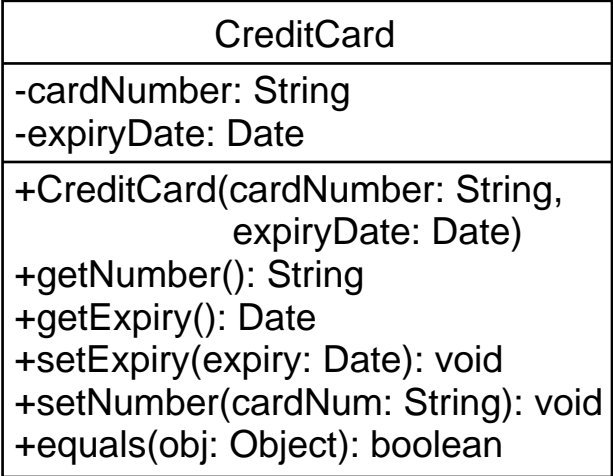 CreditCard
-cardNumber: String
-expiryDate: Date
+CreditCard(cardNumber: String,
expiryDate: Date)
+getNumber(): String
+getExpiry(): Date
+setExpiry(expiry: Date): void
+setNumber(cardNum: String): void
+equals(obj: Object): boolean